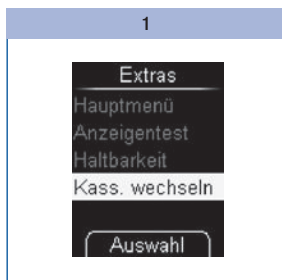 1
Extras
Hauptmenü
Anzeigentest
Haltbarkeit
Kass. wechseln
Auswahl